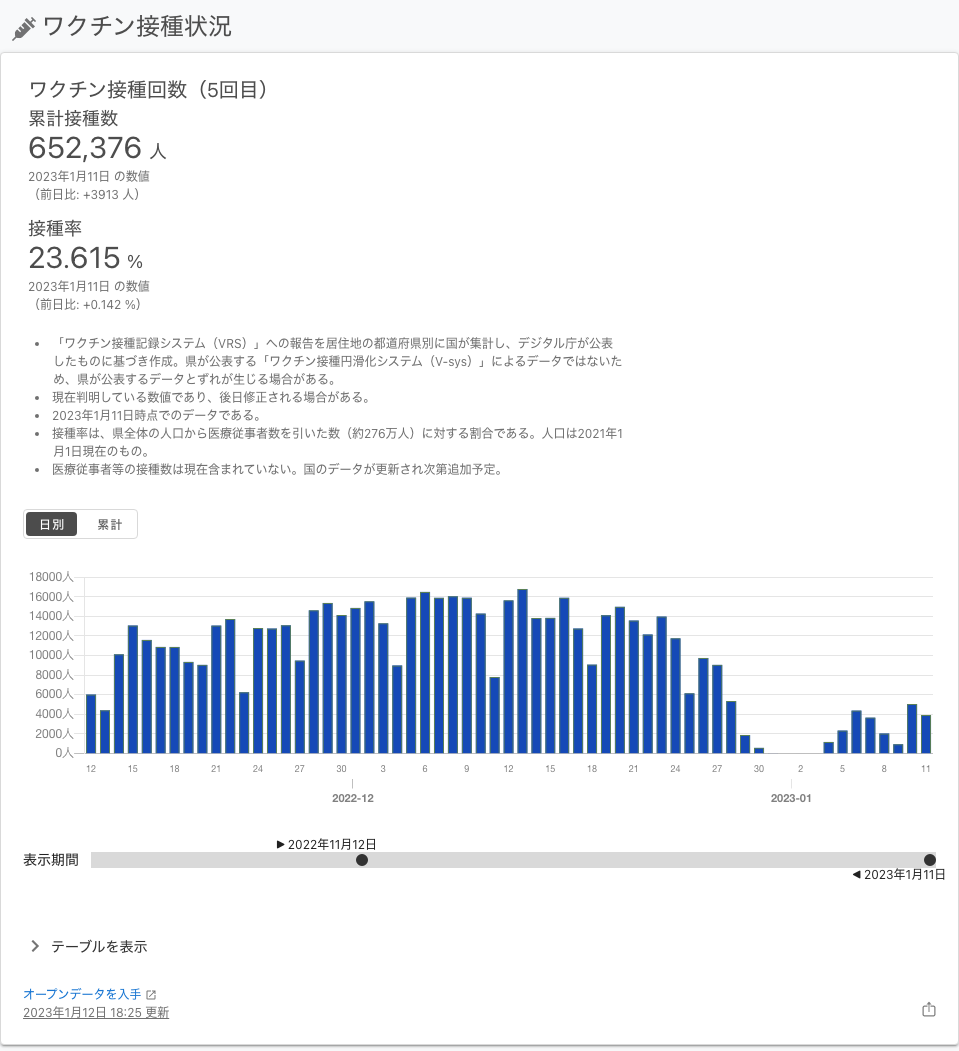 ワクチン接種状況
ワクチン接種回数（5回目）
累計接種数
652,376 人
2023年1月11日 の数値
（前日比: +3913 人）
接種率
23.615 %
2023年1月11日 の数値
（前日比: +0.142 %）
• 「ワクチン接種記録システム（VRS）」への報告を居住地の都道府県別に国が集計し、デジタル庁が公表
したものに基づき作成。県が公表する「ワクチン接種円滑化システム（V-sys）」によるデータではないた
め、県が公表するデータとずれが生じる場合がある。
• 現在判明している数値であり、後日修正される場合がある。
• 2023年1月11日時点でのデータである。
• 接種率は、県全体の人口から医療従事者数を引いた数（約276万人）に対する割合である。人口は2021年1
月1日現在のもの。
• 医療従事者等の接種数は現在含まれていない。国のデータが更新され次第追加予定。
日別 累計
18000人
16000人
14000人
12000人
10000人
8000人
6000人
4000人
2000人
0人
12 15 18 21 24 27 30 3 6 9 12 15 18 21 24 27 30 2 5 8 11
2022-12 2023-01
▶ 2022年11月12日
表示期間
◀ 2023年1月11日
テーブルを表示
オープンデータを入手
2023年1月12日 18:25 更新